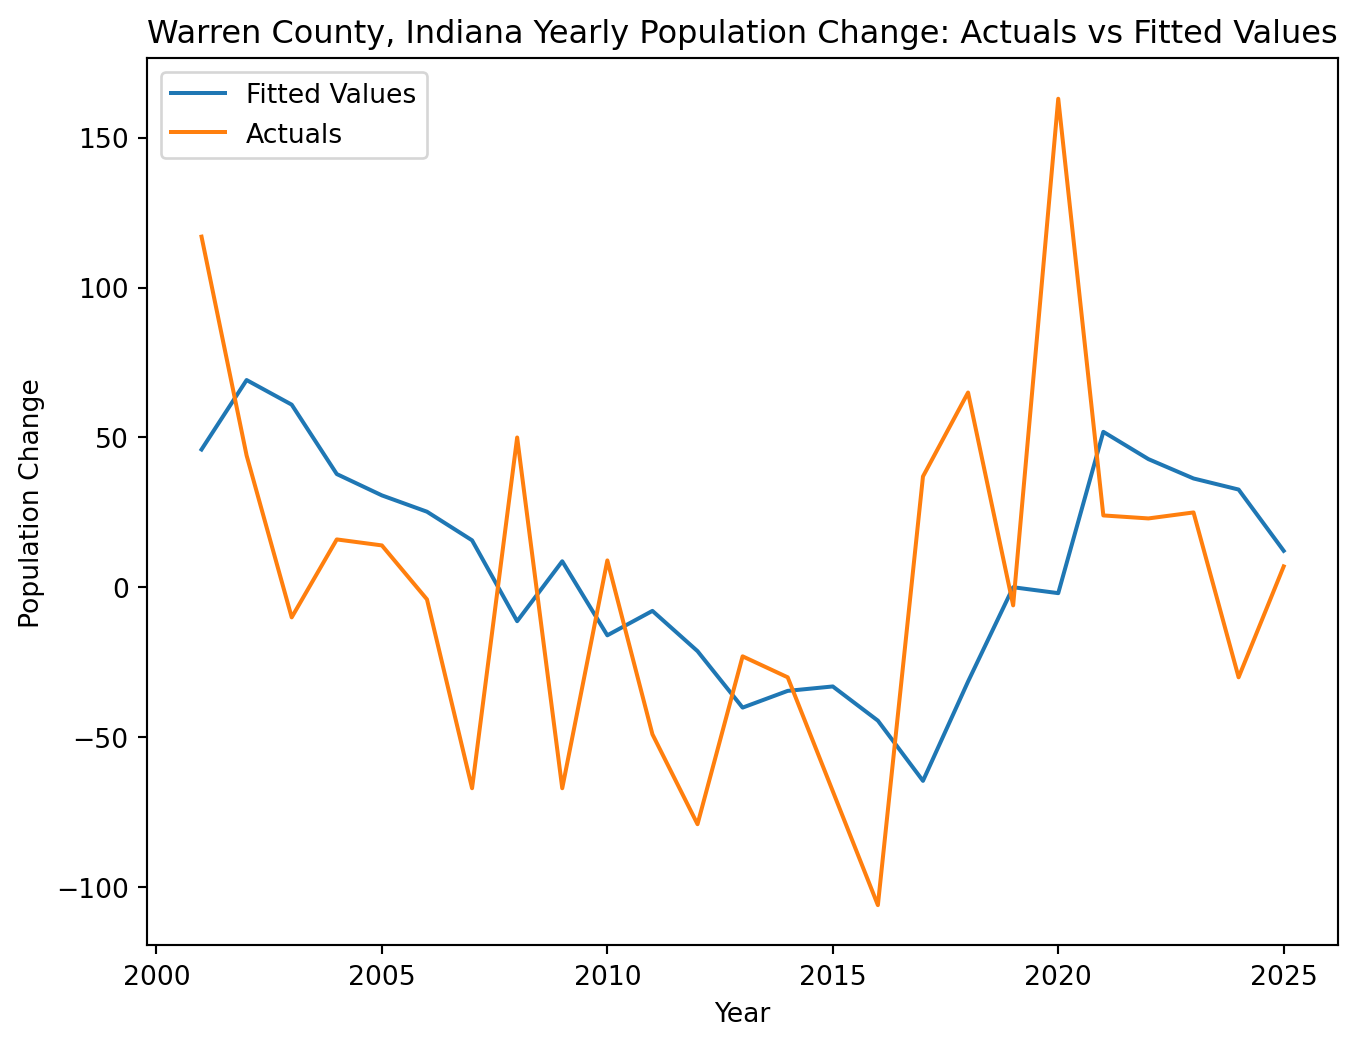 Warren County, Indiana Yearly Population Change: Actuals vs Fitted Values
Fitted Values
Actuals
150
100
50
0
−50
−100
Population Change
2000 2005 2010 2015 2020 2025
Year